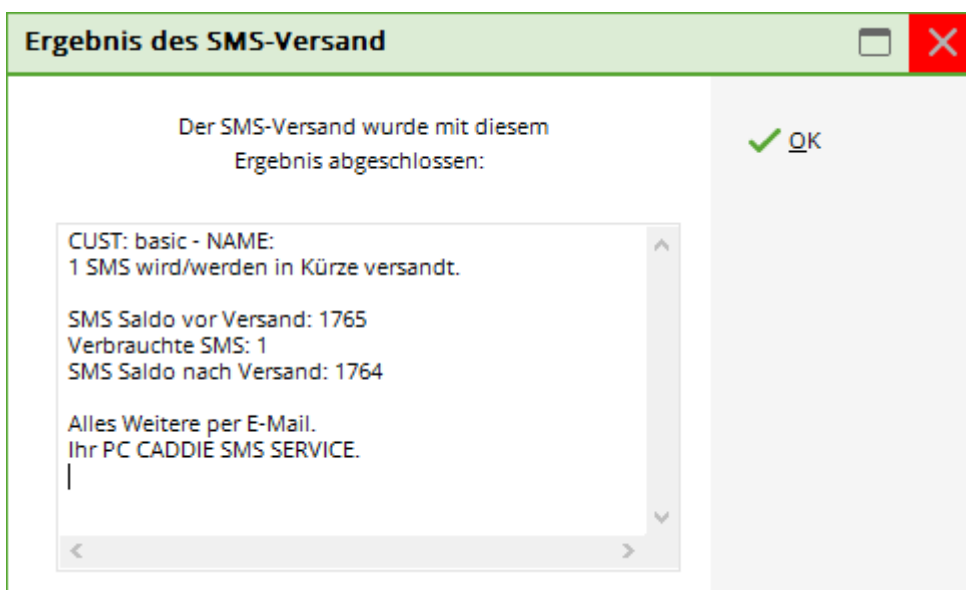 Ergebnis des SMS-Versand
Der SMS-Versand wurde mit diesem
Ergebnis abgeschlossen:
OK
CUST: basic - NAME:
1 SMS wird/werden in Kürze versandt.
SMS Saldo vor Versand: 1765
Verbrauchte SMS: 1
SMS Saldo nach Versand: 1764
Alles Weitere per E-Mail.
Ihr PC CADDIE SMS SERVICE.